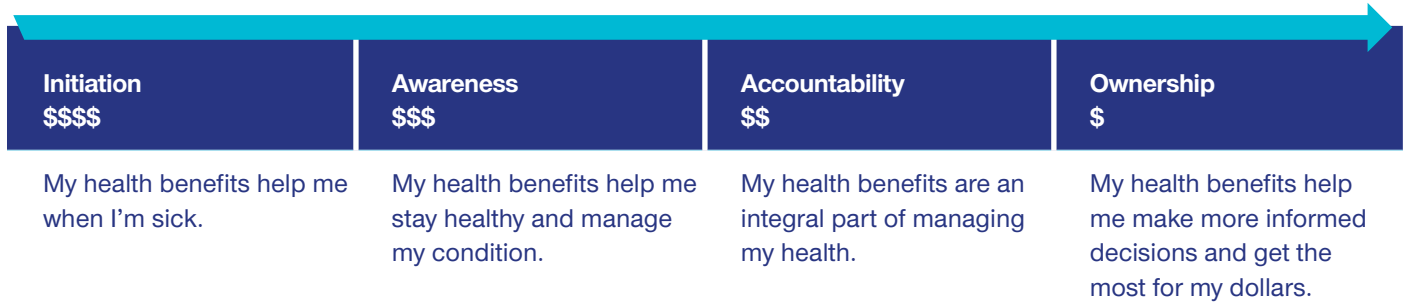 Initiation
$$$$
My health benefits help me
when I’m sick.
Awareness
$$$
My health benefits help me
stay healthy and manage
my condition.
Accountability
$$
My health benefits are an
integral part of managing
my health.
Ownership
$
My health benefits help
me make more informed
decisions and get the
most for my dollars.